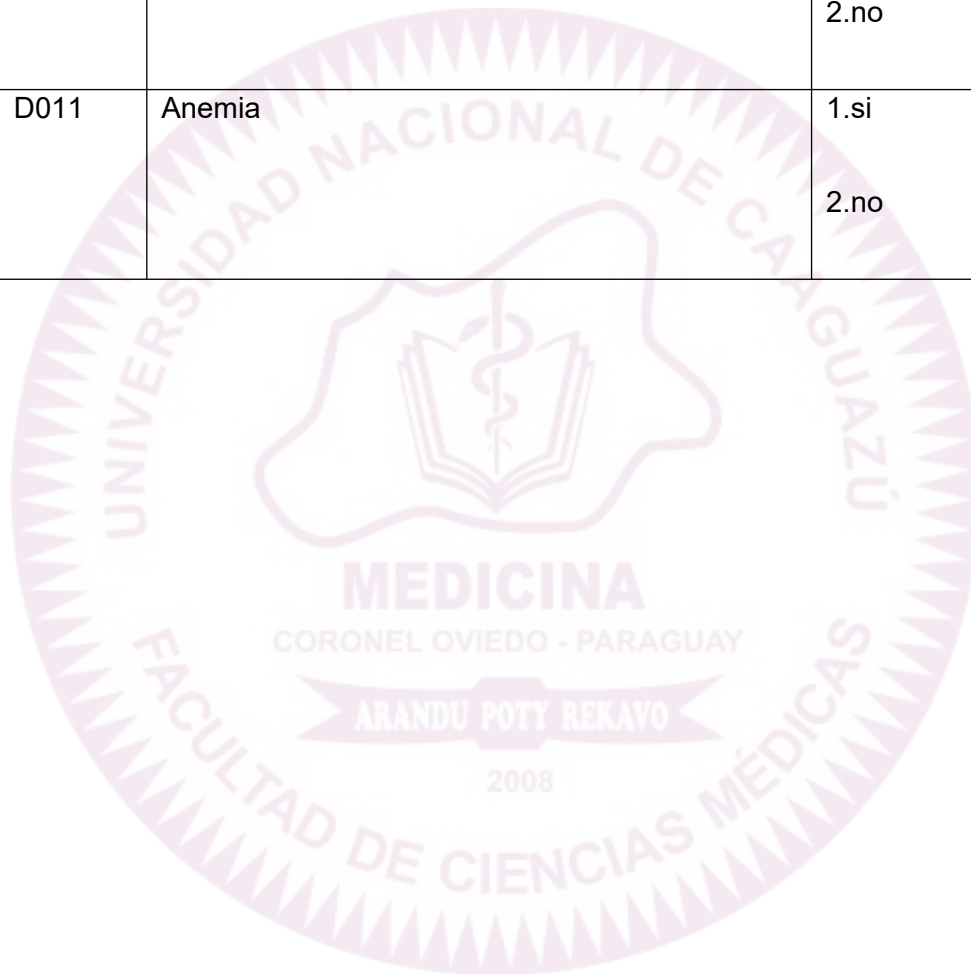 2.no
D011 Anemia 1.si
2.no
UNIVERSIDAD NACIONAL DE CAAGUAZÚ
MEDICINA
CORONEL OVIEDO - PARAGUAY
ARANDU POTY REKAVO
2008
FACULTAD DE CIENCIAS MÉDICAS